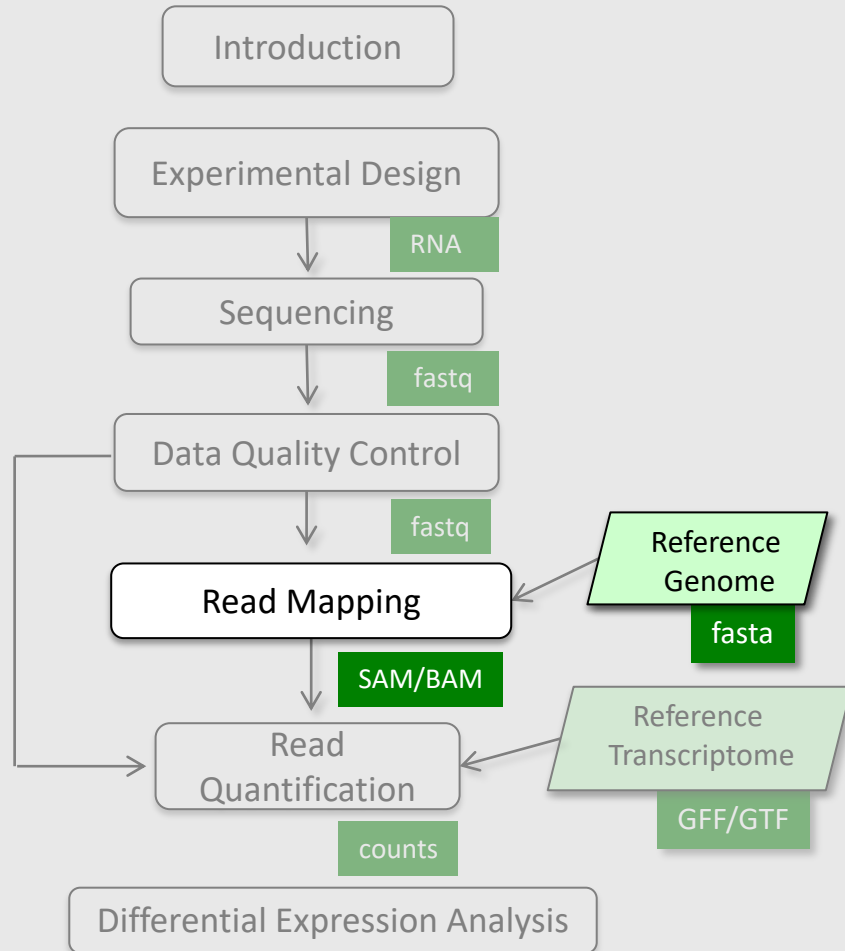 Introduction
Experimental Design
RNA
Sequencing
fastq
Data Quality Control
fastq
Reference
Genome
fasta
Read Mapping
SAM/BAM
Reference
Transcriptome
GFF/GTF
Read
Quantification
counts
Differential Expression Analysis